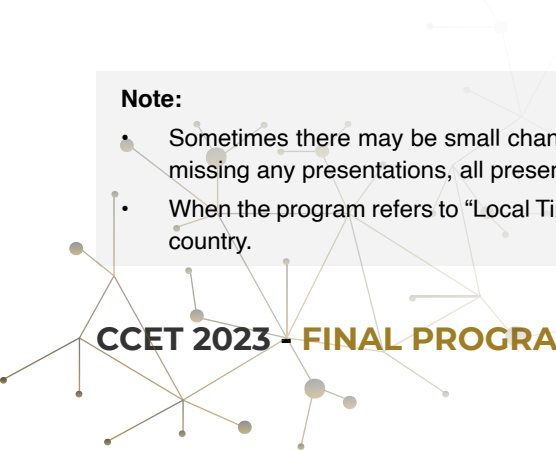 Note:
• Sometimes there may be small chan
missing any presentations, all presen
• When the program refers to “Local Ti
country.
CCET 2023 - FINAL PROGRA